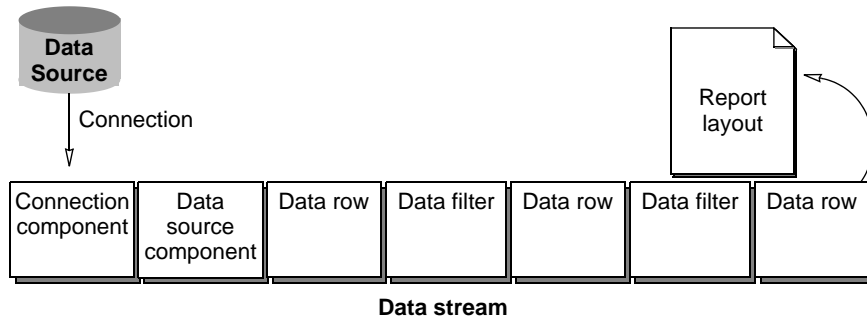 Data
Source
Connection
Report
layout
Connection
component
Data
source
component
Data row
Data filter
Data row
Data filter
Data row
Data stream